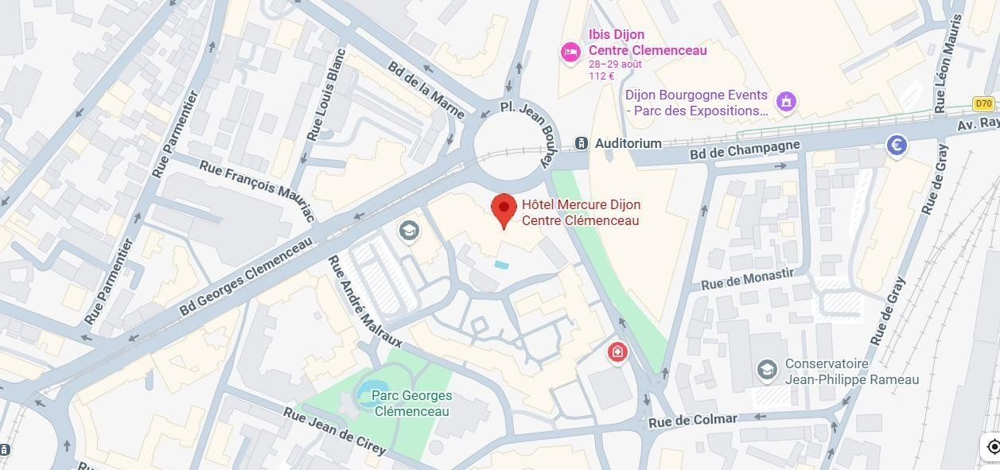 Ibis Dijon
Centre Clemenceau
28–29 août
112 €
Bd de la Marne
Rue Louis Blanc
Rue Parmentier
Pl. Jean Bouhey
Dijon Bourgogne Events
- Parc des Expositions...
Rue Léon Mauris
D70
Av. Ray
Auditorium
Bd de Champagne
€
Rue François Mauriac
Rue de Gray
Hôtel Mercure Dijon
Centre Clémenceau
Bd Georges Clemenceau
Rue Parmentier
Rue André Malraux
Rue de Monastir
Rue de Gray
Conservatoire
Jean-Philippe Rameau
Parc Georges
Clémenceau
Rue Jean de Cirey
Rue de Colmar